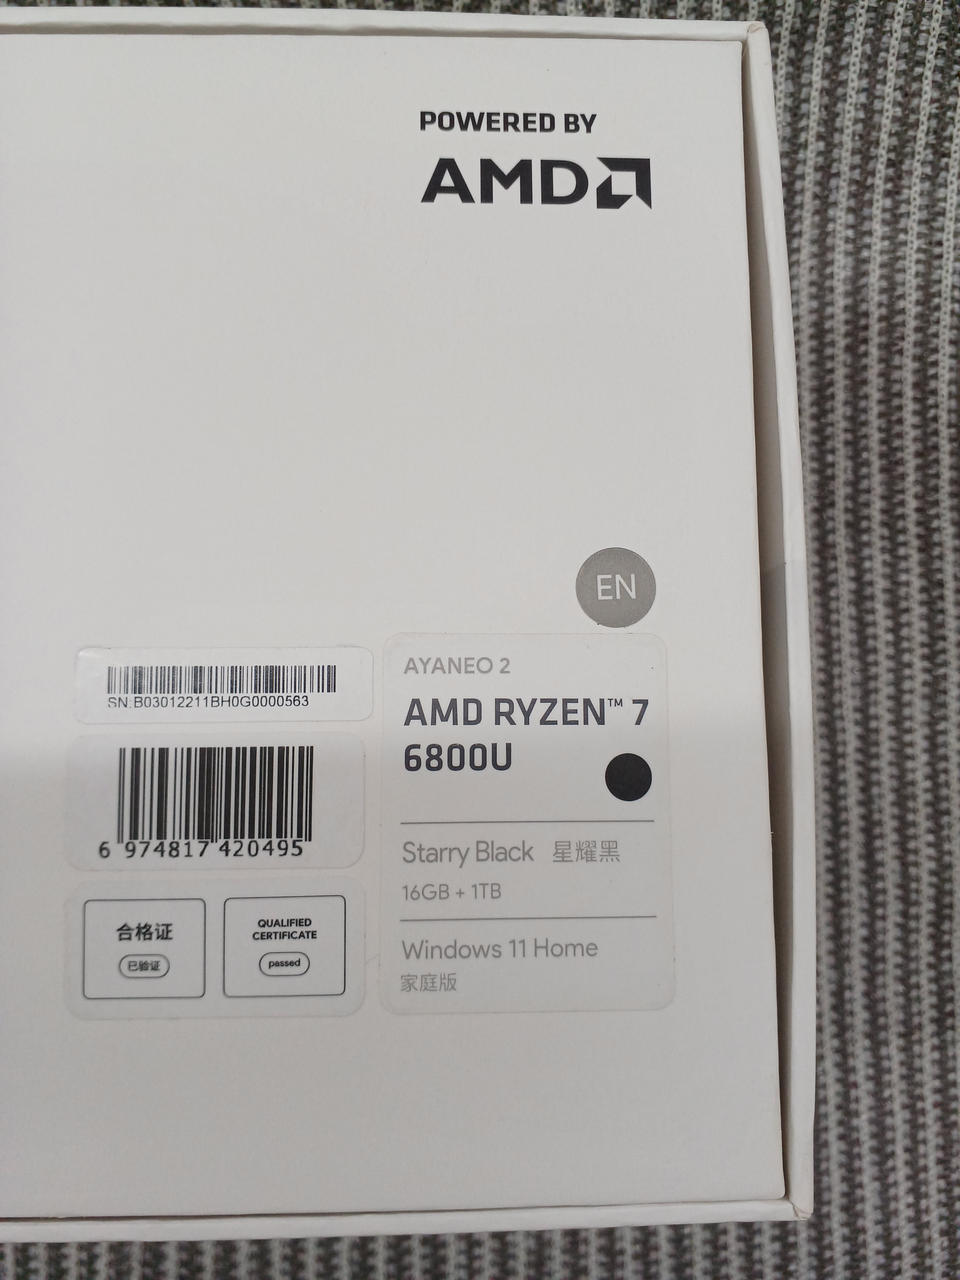 POWERED BY
AMD
EN
SN:B03012211BH0G0000563
6 974817 420495
合格证
已验证
QUALIFIED
CERTIFICATE
passed
AYANEO 2
AMD RYZEN™ 7
6800U
Starry Black 星耀黑
16GB + 1TB
Windows 11 Home
家庭版